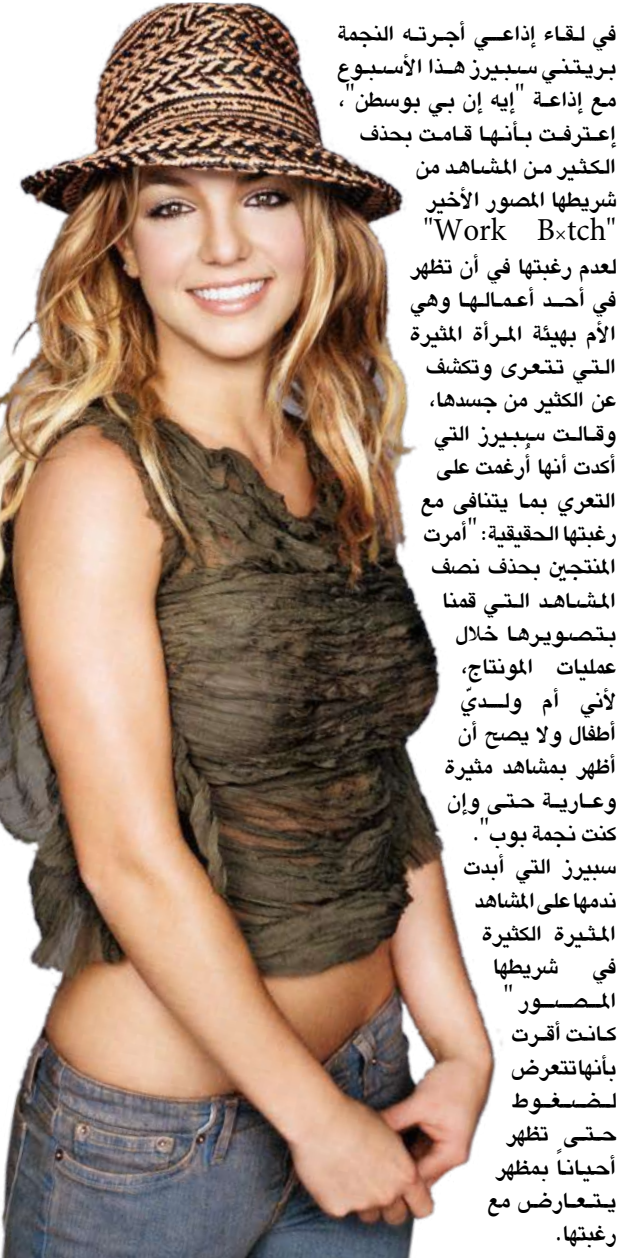 في لقاء إذاعي أجرته النجمة
بريتني سبيرز هذا الأسبوع
مع إذاعة "إيه إن بي بوسطن"،
إعترفت بأنها قامت بحذف
الكثير من المشاهد من
شريطها المصور الأخير
"Work B×tch"
لعدم رغبتها في أن تظهر
في أحد أعمالها وهي
الأم بهيئة المرأة المثيرة
التي تتعرى وتكشف
عن الكثير من جسدها،
وقالت سبيرز التي
أكدت أنها أُرغمت على
التعري بما يتنافى مع
رغبتها الحقيقية: "أمرت
المنتجين بحذف نصف
المشاهد التي قمنا
بتصويرها خلال
عمليات المونتاج،
لأني أم ولديّ
أطفال ولا يصح أن
أظهر بمشاهد مثيرة
وعارية حتى وإن
كنت نجمة بوب".
سبيرز التي أبدت
ندمها على المشاهد
المثيرة الكثيرة
في شريطها
المصور "
كانت أقرت
بأنهاتتعرض
لضغوط
حتى تظهر
أحياناً بمظهر
يتعارض مع
رغبتها.